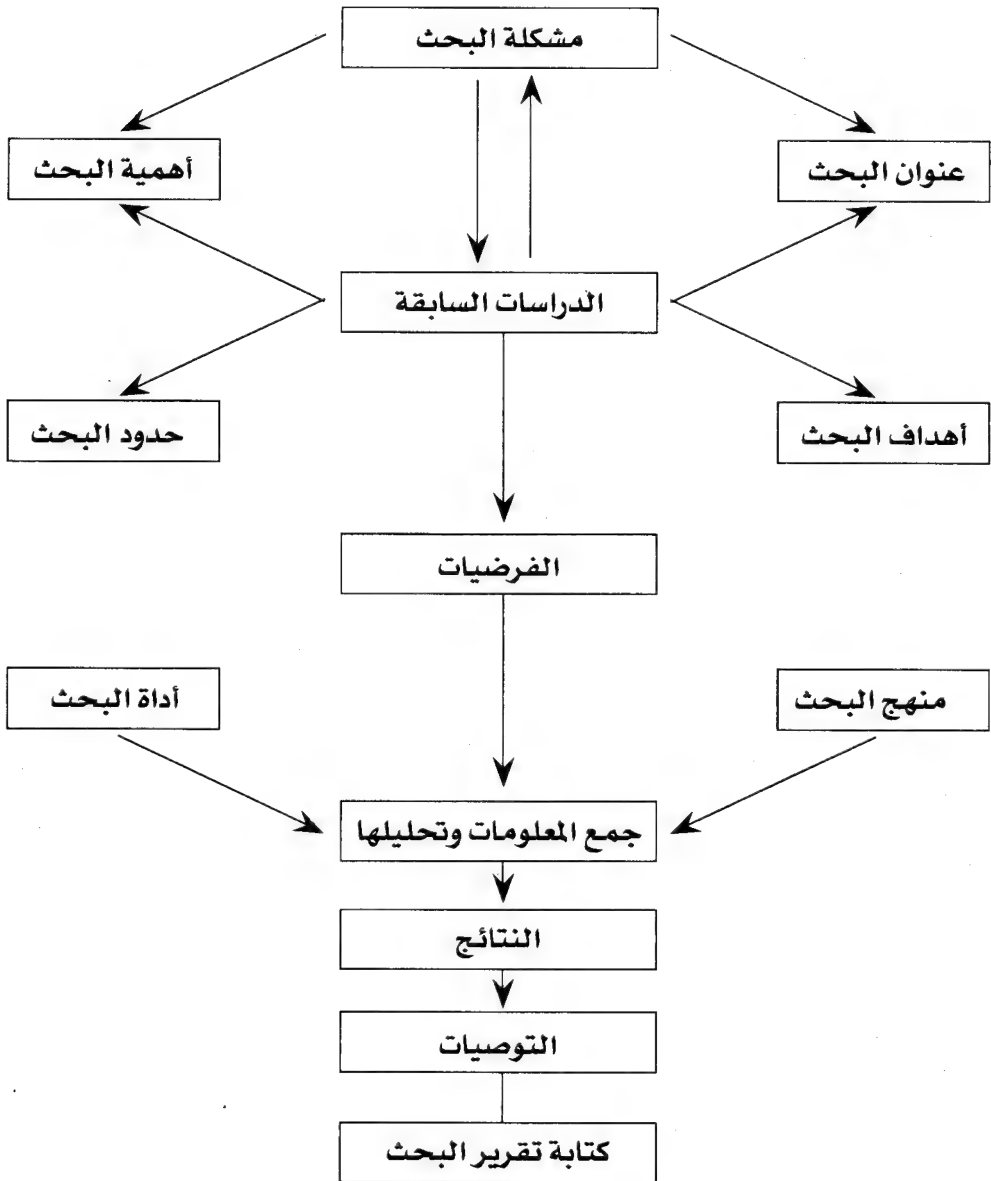 مشكلة البحث
عنوان البحث
أهمية البحث
الدراسات السابقة
أهداف البحث
حدود البحث
الفرضيات
منهج البحث
أداة البحث
جمع المعلومات وتحليلها
النتائج
التوصيات
كتابة تقرير البحث